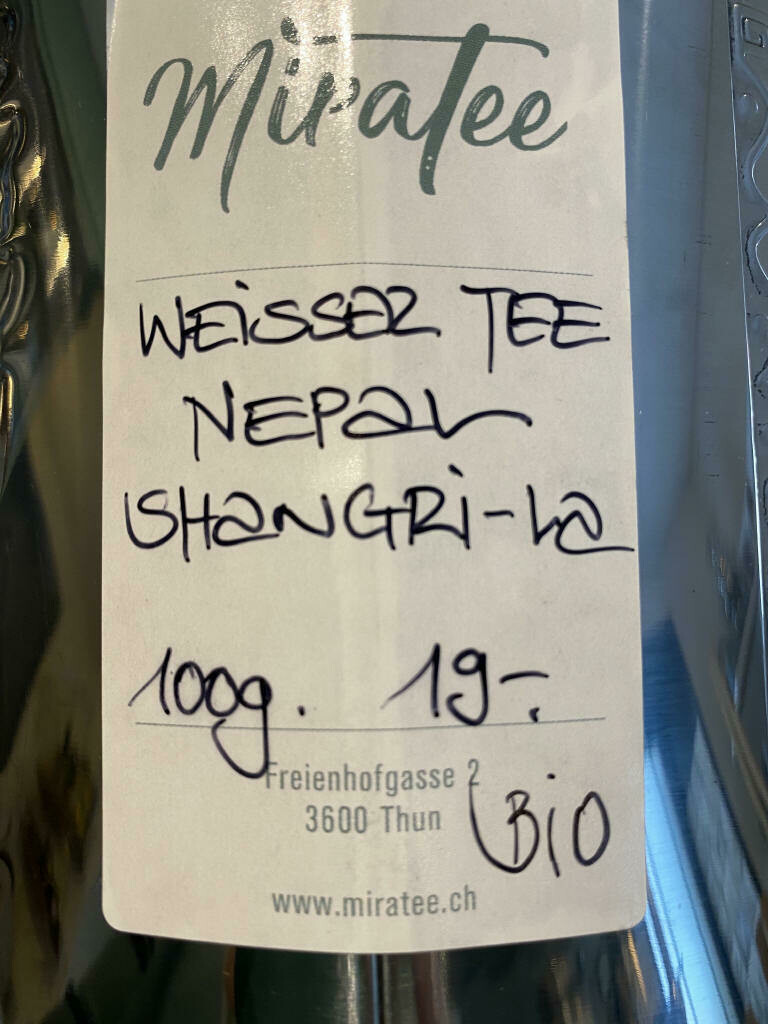 Miratee
WEiSSER TEE
NEPaL
SHaNGRi-La
100g. 19.-
Freienhofgasse 2
3600 Thun
BiO
www.miratee.ch